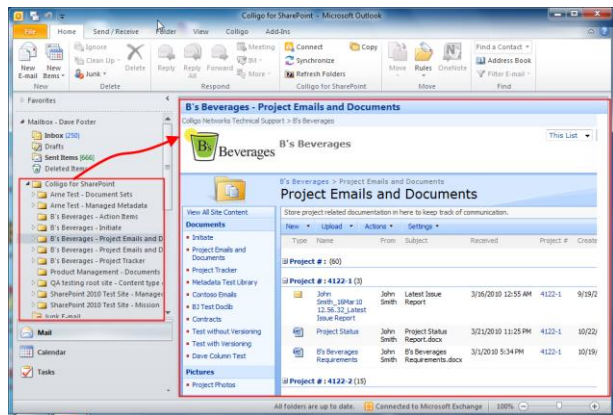 Colligo for SharePoint - Microsoft Outlook
File Home Send / Receive Folder View Colligo Add-Ins
New E-mail
New Items
Ignore
Clean Up
Junk
Delete
Reply
Reply All
Forward
Meeting
IM
More
Connect
Copy
Synchronize
Refresh Folders
Move
Rules
OneNote
Find a Contact
Address Book
Filter E-mail
New Delete Respond Colligo for SharePoint Move Find
Favorites
Mailbox - Dave Foster
Inbox (250)
Drafts
Sent Items [666]
Deleted Items
Colligo for SharePoint
Arne Test - Document Sets
Arne Test - Managed Metadata
B's Beverages - Action Items
B's Beverages - Initiate
B's Beverages - Project Emails and D
B's Beverages - Project Emails and D
B's Beverages - Project Tracker
Product Management - Documents
QA testing root site - Content type
SharePoint 2010 Test Site - Manage
SharePoint 2010 Test Site - Mission
Junk E-mail
Mail
Calendar
Tasks
B's Beverages - Project Emails and Documents
Colligo Networks Technical Support > B's Beverages
B's Beverages
B's Beverages
This List
B's Beverages > Project Emails and Documents
Project Emails and Documents
View All Site Content
Documents
Initiate
Project Emails and Documents
Project Tracker
Metadata Test Library
Contoso Emails
BJ Test Doclib
Contracts
Test without Versioning
Test with Versioning
Dave Column Test
Pictures
Project Photos
Store project related documentation in here to keep track of communication.
New Upload Actions Settings
Type Name From Subject Received Project # Create
Project # : (60)
Project # : 4122-1 (3)
John Smith_16Mar10 12.56.32_Latest Issue Report John Smith Latest Issue Report 3/16/2010 12:55 AM 4122-1 9/19/2
Project Status John Smith Project Status Report.docx 3/21/2010 11:25 PM 4122-1 10/22/
B's Beverages Requirements John Smith B's Beverages Requirements.docx 3/1/2010 5:34 PM 4122-1 10/19/
Project # : 4122-2 (15)
All folders are up to date. Connected to Microsoft Exchange 100%